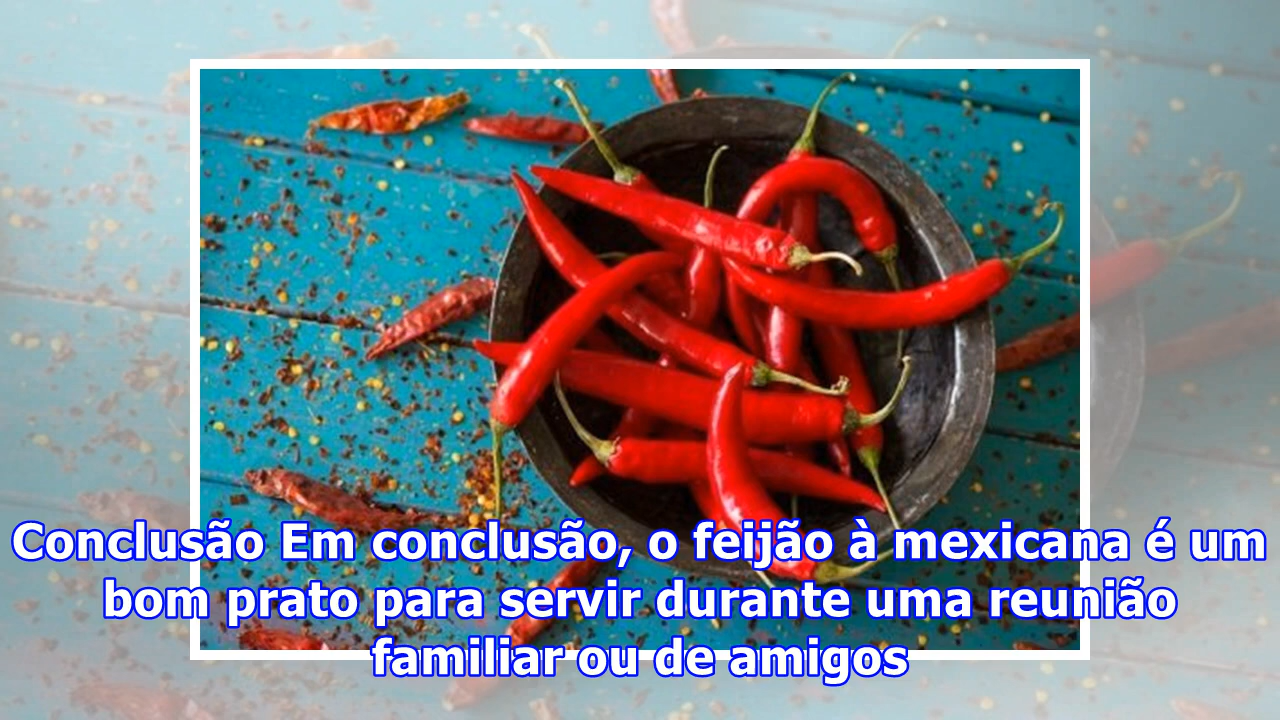 Conclusão Em conclusão, o feijão à mexicana é um
bom prato para servir durante uma reunião
familiar ou de amigos